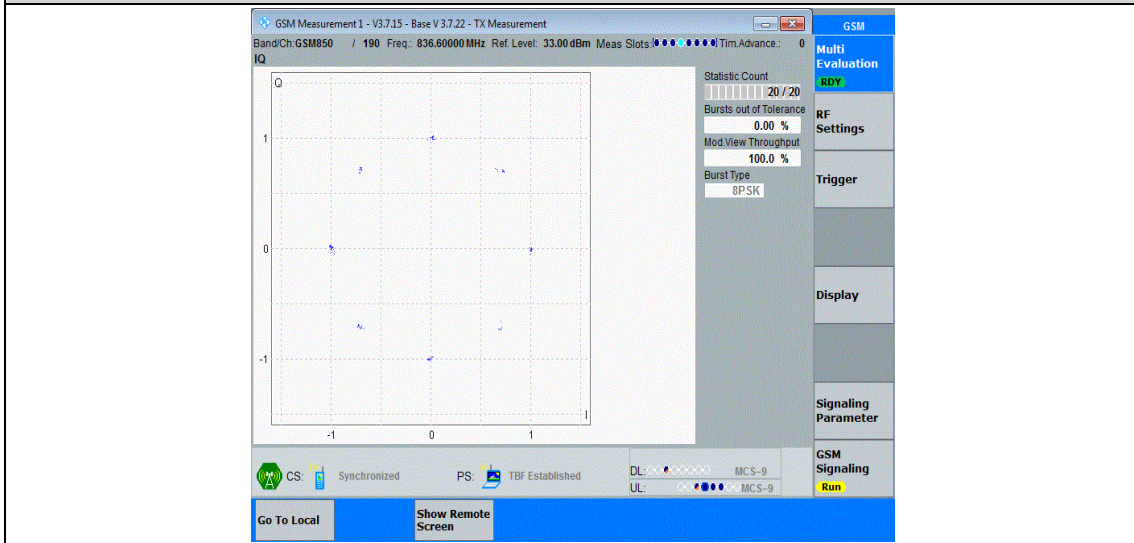 GSM Measurement 1 - V3.7.15 - Base V 3.7.22 - TX Measurement
GSM
Band/Ch: GSM850 / 190 Freq.: 836.60000 MHz Ref. Level: 33.00 dBm Meas Slots: Tim.Advance.: 0
IQ
Multi
Evaluation
RDY
Q
Statistic Count
20 / 20
Bursts out of Tolerance
0.00 %
Mod.View Throughput
100.0 %
Burst Type
8PSK
RF
Settings
Trigger
Display
1
0
-1
I
-1 0 1
Signaling
Parameter
GSM
Signaling
Run
CS: Synchronized PS: TBF Established DL: MCS-9
UL: MCS-9
Go To Local
Show Remote
Screen